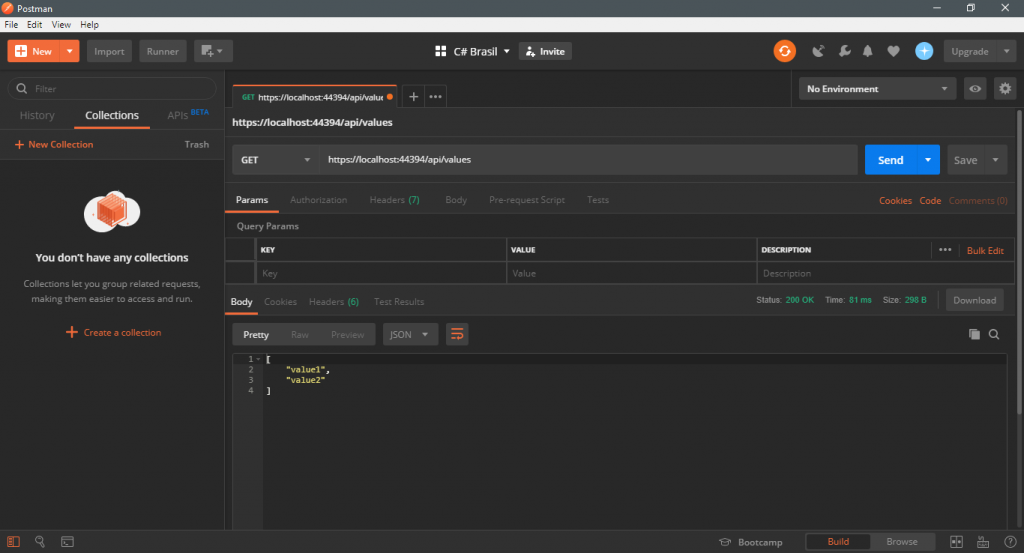 Postman
File Edit View Help
New Import Runner C# Brasil Invite Upgrade
Filter
History Collections APIs BETA
New Collection Trash
You don't have any collections
Collections let you group related requests,
making them easier to access and run.
Create a collection
GET https://localhost:44394/api/value
No Environment
https://localhost:44394/api/values
GET https://localhost:44394/api/values Send Save
Params Authorization Headers (7) Body Pre-request Script Tests Cookies Code Comments (0)
Query Params
KEY VALUE DESCRIPTION Bulk Edit
Key Value Description
Body Cookies Headers (6) Test Results Status: 200 OK Time: 81 ms Size: 298 B Download
Pretty Raw Preview JSON
1 [
2 "value1",
3 "value2"
4 ]
Bootcamp Build Browse